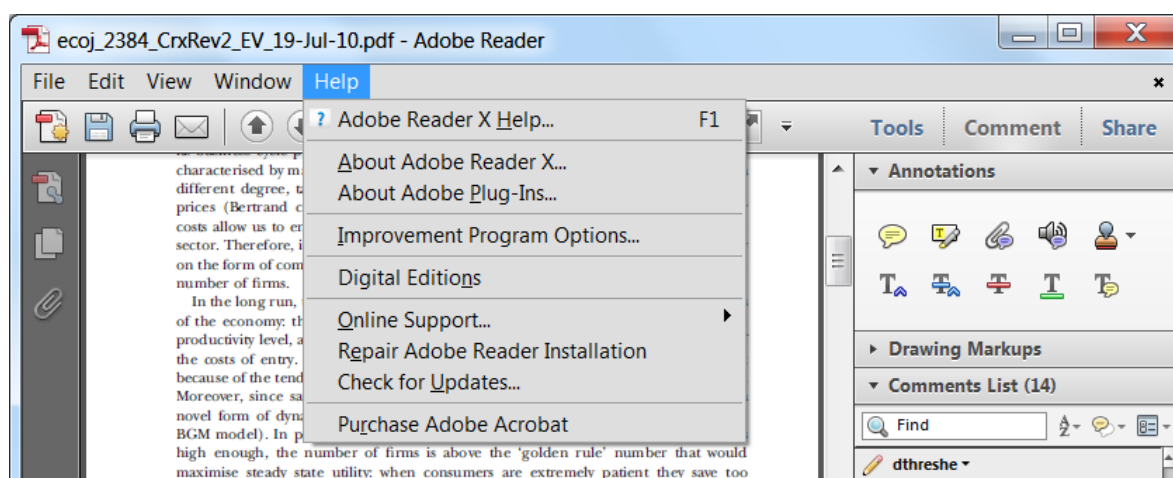 ecoj_2384_CrxRev2_EV_19-Jul-10.pdf - Adobe Reader
File Edit View Window Help
Tools Comment Share
Adobe Reader X Help... F1
About Adobe Reader X...
About Adobe Plug-Ins...
Improvement Program Options...
Digital Editions
Online Support...
Repair Adobe Reader Installation
Check for Updates...
Purchase Adobe Acrobat
characterised by m
different degree, t
prices (Bertrand c
costs allow us to en
sector. Therefore, i
on the form of com
number of firms.
In the long run,
of the economy: th
productivity level, a
the costs of entry.
because of the tend
Moreover, since sa
novel form of dyna
BGM model). In p
high enough, the number of firms is above the 'golden rule' number that would
maximise steady state utility: when consumers are extremely patient they save too
Annotations
Drawing Markups
Comments List (14)
Find
dthreshe